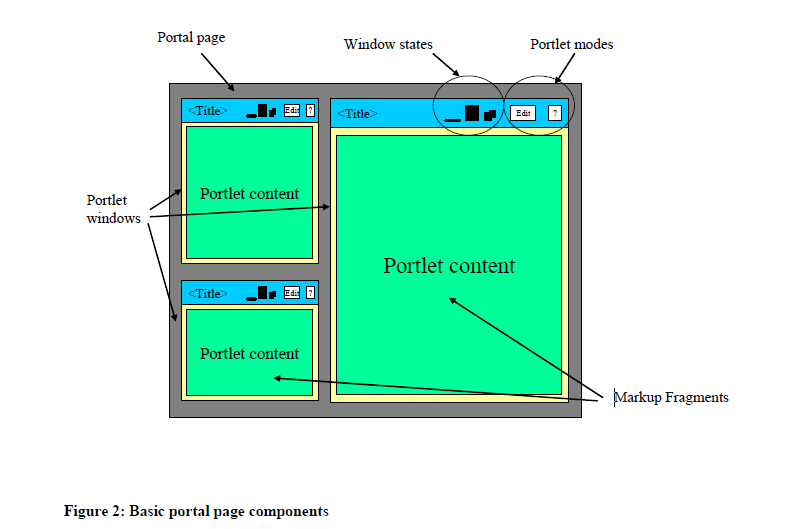 Portal page
Window states
Portlet modes
<Title>
Edit
?
<Title>
Edit
?
Portlet content
Portlet
windows
Portlet content
<Title>
Edit
?
Portlet content
Markup Fragments
Figure 2: Basic portal page components